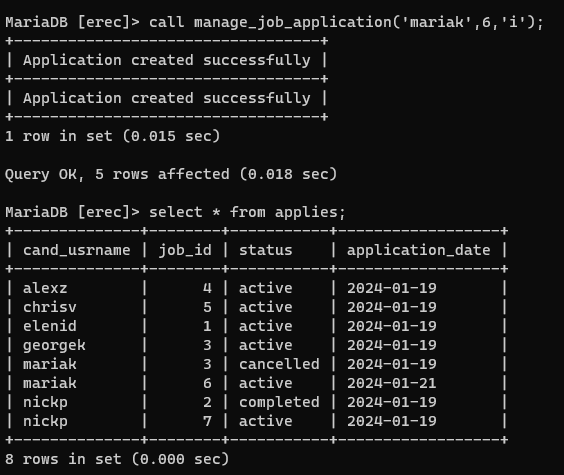 MariaDB [erec]> call manage_job_application('mariak',6,'i');
+----------------------------------+
| Application created successfully |
+----------------------------------+
| Application created successfully |
+----------------------------------+
1 row in set (0.015 sec)

Query OK, 5 rows affected (0.018 sec)

MariaDB [erec]> select * from applies;
+--------------+--------+-----------+------------------+
| cand_usrname | job_id | status    | application_date |
+--------------+--------+-----------+------------------+
| alexz        |      4 | active    | 2024-01-19       |
| chrisv       |      5 | active    | 2024-01-19       |
| elenid       |      1 | active    | 2024-01-19       |
| georgek      |      3 | active    | 2024-01-19       |
| mariak       |      3 | cancelled | 2024-01-19       |
| mariak       |      6 | active    | 2024-01-21       |
| nickp        |      2 | completed | 2024-01-19       |
| nickp        |      7 | active    | 2024-01-19       |
+--------------+--------+-----------+------------------+
8 rows in set (0.000 sec)